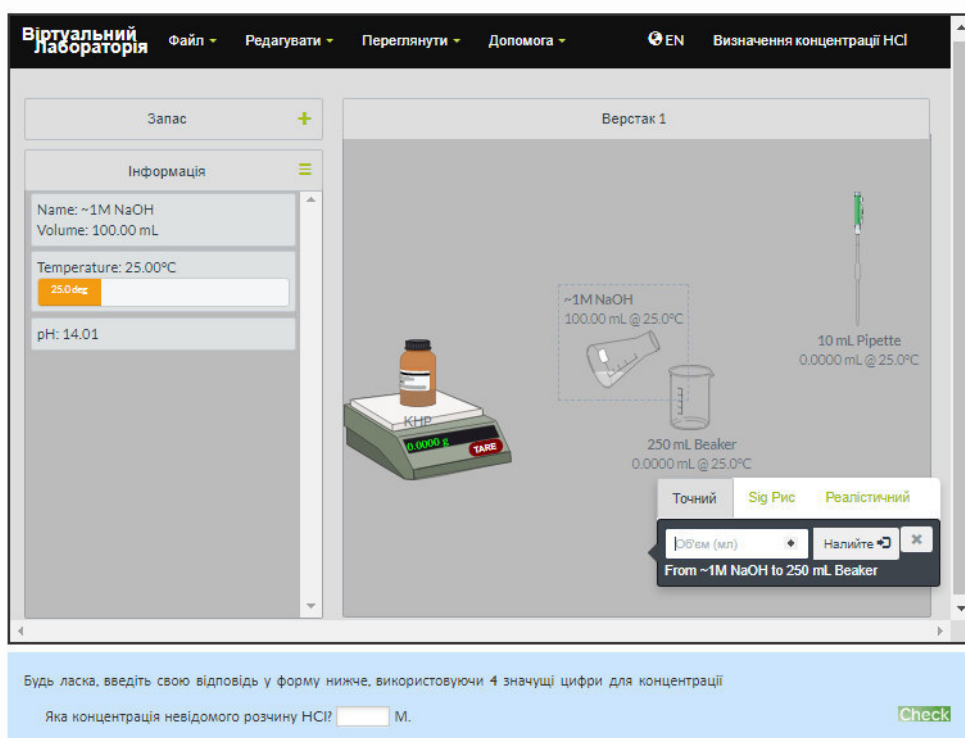 Віртуальний Лабораторія
Файл Редагувати Переглянути Допомога EN Визначення концентрації HCl
Запас +
Верстак 1
Інформація
Name: ~1M NaOH
Volume: 100.00 mL
Temperature: 25.00°C
25.0 deg
pH: 14.01
~1M NaOH
100.00 mL @ 25.0°C
10 mL Pipette
0.0000 mL @ 25.0°C
KHP
0.0000 g TARE
250 mL Beaker
0.0000 mL @ 25.0°C
Точний Sig Рис Реалістичний
Об'єм (мл) Налийте
From ~1M NaOH to 250 mL Beaker
Будь ласка, введіть свою відповідь у форму нижче, використовуючи 4 значущі цифри для концентрації
Яка концентрація невідомого розчину HCl? М.
Check